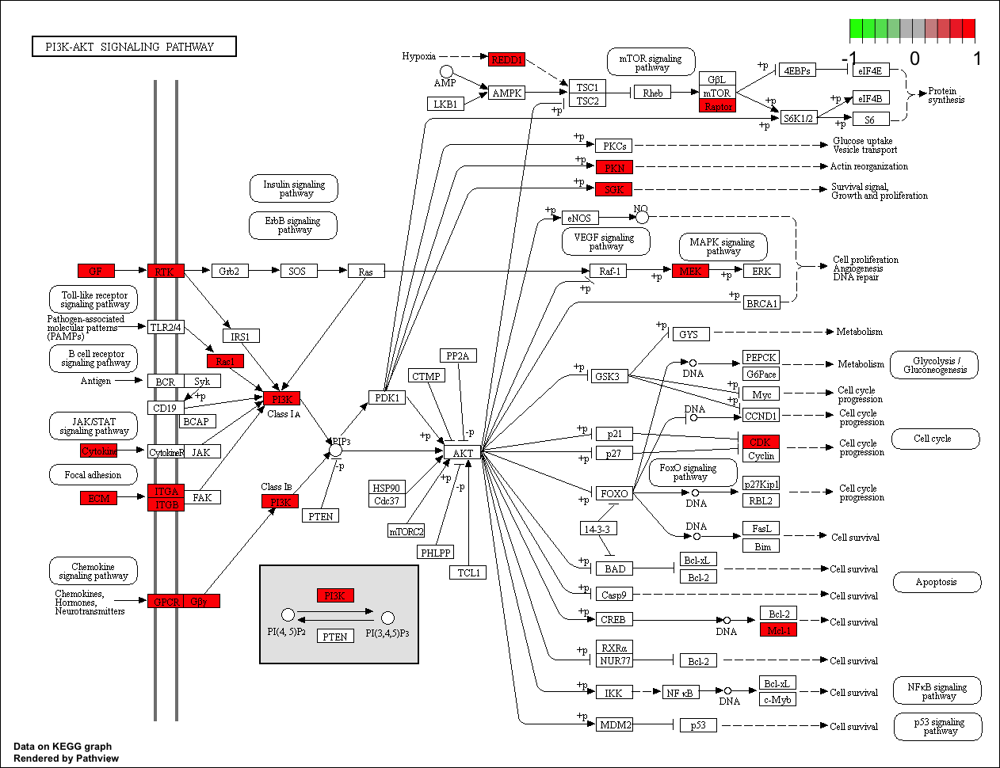 PI3K-AKT SIGNALING PATHWAY
-1
0
1
Hypoxia
REDD1
mTOR signaling
pathway
AMP
LKB1
AMPK
TSC1
TSC2
Rheb
GβL
mTOR
Raptor
+p
4EBPs
eIF4E
eIF4B
S6K1/2
+p
+p
+p
S6
+p
+p
Protein
synthesis
+p
PKCs
Glucose uptake
Vesicle transport
+p
PKN
Actin reorganization
+p
SGK
Survival signal,
Growth and proliferation
Insulin signaling
pathway
ErbB signaling
pathway
+p
eNOS
NO
VEGF signaling
pathway
MAPK signaling
pathway
GF
RTK
Grb2
SOS
Ras
Raf-1
+p
+p
MEK
+p
ERK
+p
BRCA1
Cell proliferation
Angiogenesis
DNA repair
Toll-like receptor
signaling pathway
Pathogen-associated
molecular patterns
(PAMPs)
TLR2/4
IRS1
B cell receptor
signaling pathway
Rac1
Antigen
BCR
Syk
+p
CD19
BCAP
PI3K
Class IA
PDK1
CTMP
PP2A
+p
GYS
Metabolism
+p
GSK3
DNA
PEPCK
G6Pace
Metabolism
Glycolysis /
Gluconeogenesis
+p
Myc
Cell cycle
progression
+p
DNA
CCND1
Cell cycle
progression
JAK/STAT
signaling pathway
Cytokine
CytokineR
JAK
PIP3
-p
+p
-p
AKT
+p
p21
+p
p27
CDK
Cyclin
Cell cycle
progression
Cell cycle
Focal adhesion
ECM
ITGA
ITGB
FAK
Class IB
PI3K
PTEN
HSP90
Cdc37
+p
-p
mTORC2
PHLPP
TCL1
+p
FOXO
FoxO signaling
pathway
DNA
p27Kip1
RBL2
Cell cycle
progression
14-3-3
DNA
FasL
Bim
Cell survival
Chemokine
signaling pathway
Chemokines,
Hormones,
Neurotransmitters
GPCR
Gβγ
PI3K
PI(4, 5)P2
PTEN
PI(3,4,5)P3
+p
BAD
Bcl-xL
Bcl-2
Cell survival
+p
Casp9
Cell survival
Apoptosis
+p
CREB
DNA
Bcl-2
Mcl-1
Cell survival
+p
RXRα
NUR77
Bcl-2
Cell survival
+p
IKK
NFκB
DNA
Bcl-xL
c-Myb
Cell survival
NFκB signaling
pathway
+p
MDM2
p53
Cell survival
p53 signaling
pathway
Data on KEGG graph
Rendered by Pathview